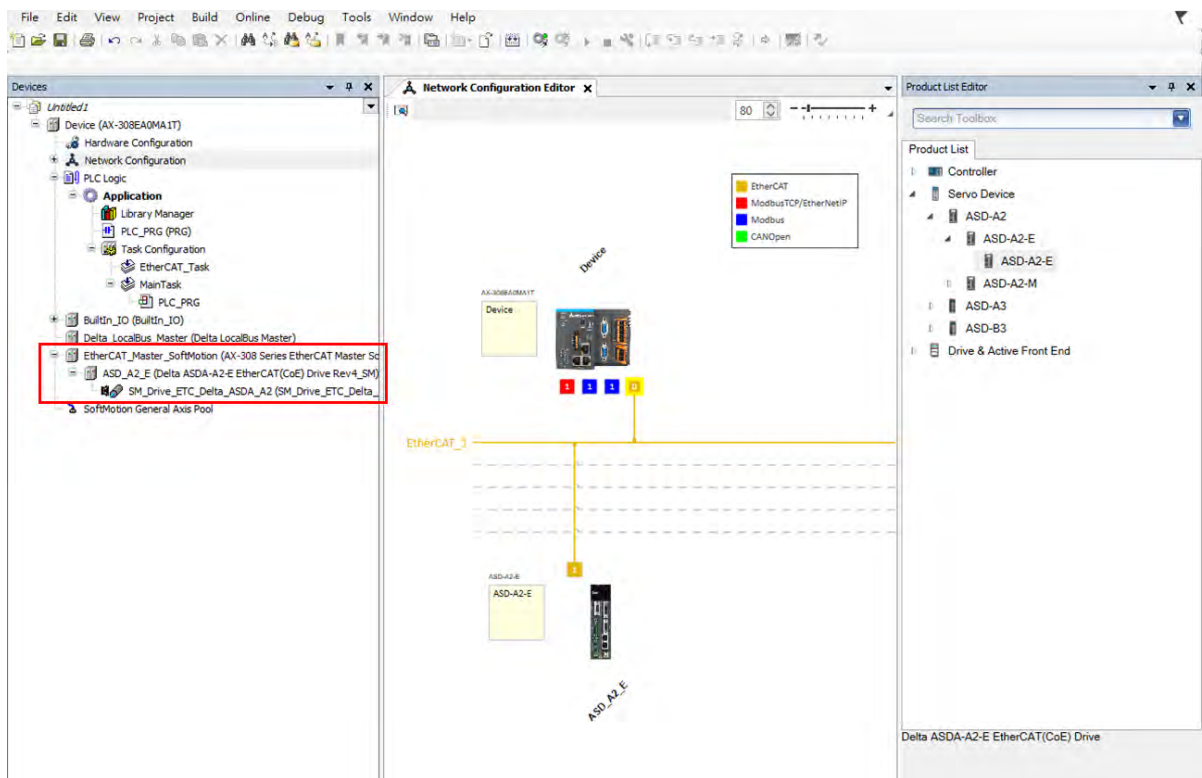 File Edit View Project Build Online Debug Tools Window Help
Devices
Untitled1
Device (AX-308EA0MA1T)
Hardware Configuration
Network Configuration
PLC Logic
Application
Library Manager
PLC_PRG (PRG)
Task Configuration
EtherCAT_Task
MainTask
PLC_PRG
BuiltIn_IO (BuiltIn_IO)
Delta_LocalBus_Master (Delta LocalBus Master)
EtherCAT_Master_SoftMotion (AX-308 Series EtherCAT Master So
ASD_A2_E (Delta ASDA-A2-E EtherCAT(CoE) Drive Rev4_SM)
SM_Drive_ETC_Delta_ASDA_A2 (SM_Drive_ETC_Delta_
SoftMotion General Axis Pool
Network Configuration Editor
80
EtherCAT
ModbusTCP/EtherNetIP
Modbus
CANOpen
Device
AX-308EA0MA1T
Device
1 1 1 0
EtherCAT_1
1
ASD-A2-E
ASD-A2-E
ASD_A2_E
Product List Editor
Search Toolbox
Product List
Controller
Servo Device
ASD-A2
ASD-A2-E
ASD-A2-E
ASD-A2-M
ASD-A3
ASD-B3
Drive & Active Front End
Delta ASDA-A2-E EtherCAT(CoE) Drive